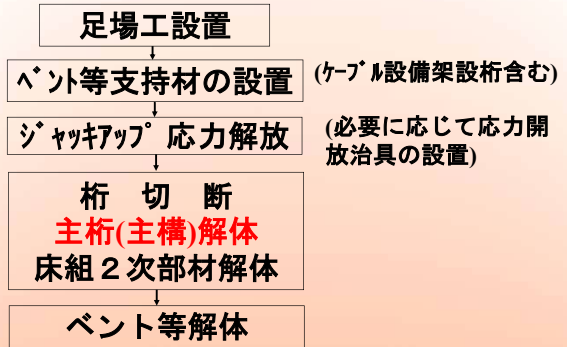 足場工設置
ﾍﾞﾝﾄ等支持材の設置
(ｹｰﾌﾞﾙ設備架設桁含む)
ｼﾞｬｯｷｱｯﾌﾟ応力解放
(必要に応じて応力開
放治具の設置)
桁　切　断
主桁(主構)解体
床組２次部材解体
ベント等解体